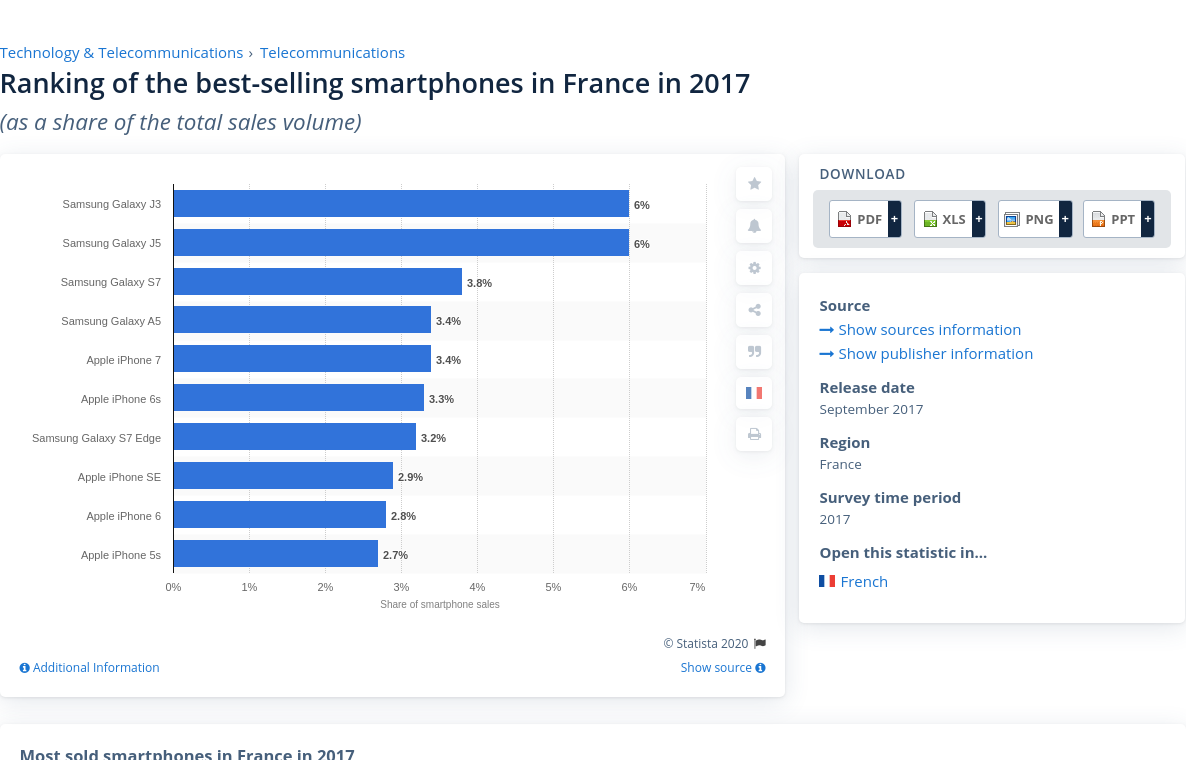 Technology & Telecommunications › Telecommunications
Ranking of the best-selling smartphones in France in 2017
(as a share of the total sales volume)
Samsung Galaxy J3 6%
Samsung Galaxy J5 6%
Samsung Galaxy S7 3.8%
Samsung Galaxy A5 3.4%
Apple iPhone 7 3.4%
Apple iPhone 6s 3.3%
Samsung Galaxy S7 Edge 3.2%
Apple iPhone SE 2.9%
Apple iPhone 6 2.8%
Apple iPhone 5s 2.7%
0% 1% 2% 3% 4% 5% 6% 7%
Share of smartphone sales
© Statista 2020
Additional Information Show source
DOWNLOAD
PDF + XLS + PNG + PPT +
Source
Show sources information
Show publisher information
Release date
September 2017
Region
France
Survey time period
2017
Open this statistic in...
French
Most sold smartphones in France in 2017